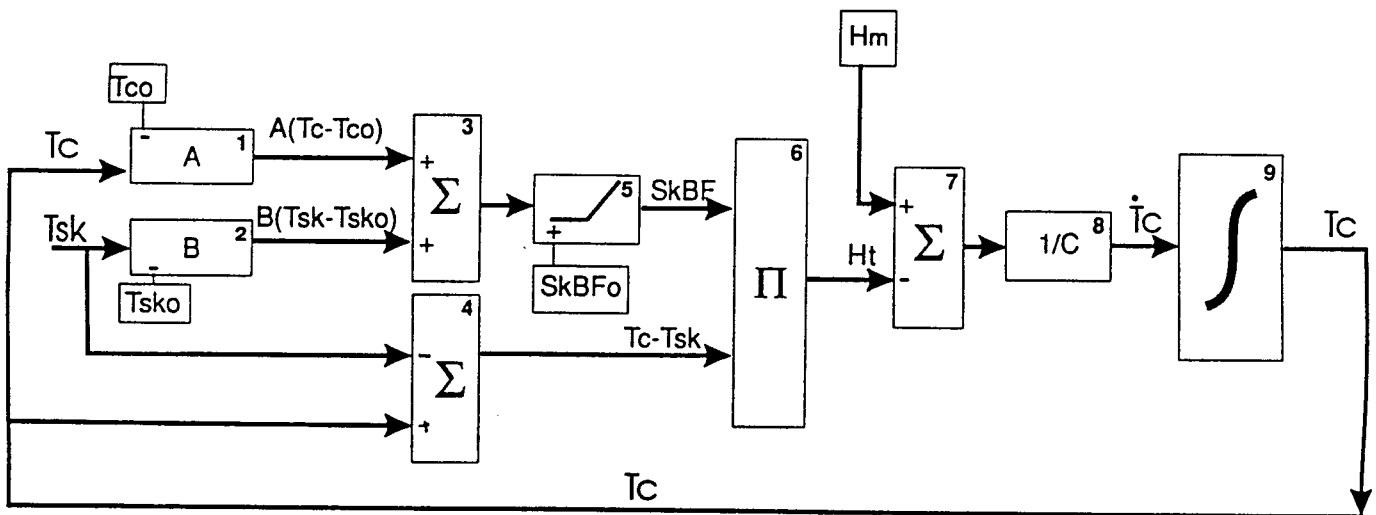 Hm
Tco
Tc
-
A
1
A(Tc-Tco)
+
Σ
3
Tsk
B
2
-
Tsko
B(Tsk-Tsko)
+
5
+
SkBFo
SkBF
-
Σ
4
+
Tc-Tsk
6
Π
Ht
+
7
Σ
-
1/C
8
Ṫc
9
∫
Tc
Tc